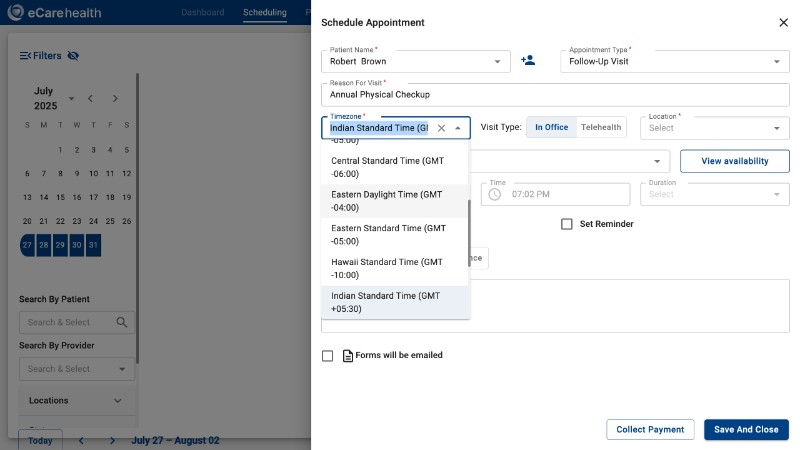 eCarehealth
Dashboard
Scheduling
Schedule Appointment
Filters
Patient Name *
Robert Brown
Appointment Type *
Follow-Up Visit
Reason For Visit *
Annual Physical Checkup
July
2025
S M T W T F S
1 2 3 4 5
6 7 8 9 10 11 12
13 14 15 16 17 18 19
20 21 22 23 24 25 26
27 28 29 30 31
Timezone *
Indian Standard Time (GM
Visit Type:
In Office
Telehealth
Location *
Select
-05:00)
Central Standard Time (GMT
-06:00)
Eastern Daylight Time (GMT
-04:00)
Eastern Standard Time (GMT
-05:00)
Hawaii Standard Time (GMT
-10:00)
Indian Standard Time (GMT
+05:30)
View availability
Time
07:02 PM
Duration
Select
Set Reminder
nce
Search By Patient
Search & Select
Search By Provider
Search & Select
Locations
Forms will be emailed
Today
July 27 – August 02
Collect Payment
Save And Close